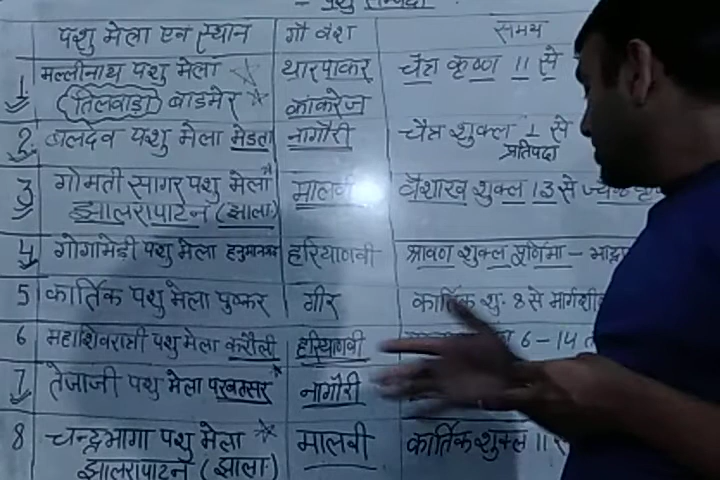 - पशु सम्पदा
पशु मेला एवं स्थान गौ वंश समय
1 मल्लीनाथ पशु मेला थारपाकर चैत्र कृष्ण 11 से
तिलवाड़ा बाडमेर कांकरेज
2 बलदेव पशु मेला मेडता नागौरी चैत्र शुक्ल 1 से
प्रतिपदा
3 गोमती सागर पशु मेला मालवी वैशाख शुक्ल 13 से
झालरापाटन (झाला.)
4 गोगामेडी पशु मेला हनुमानगढ हरियाणवी श्रावण शुक्ल पूर्णिमा -
5 कार्तिक पशु मेला पुष्कर गीर कार्तिक शु. 8 से मार्गशी
6 महाशिवरात्री पशु मेला करौली हरियाणवी 6-14
7 तेजाजी पशु मेला परबतसर नागौरी
8 चन्द्रभागा पशु मेला मालवी कार्तिक शुक्ल 11
झालरापाटन (झाला.)